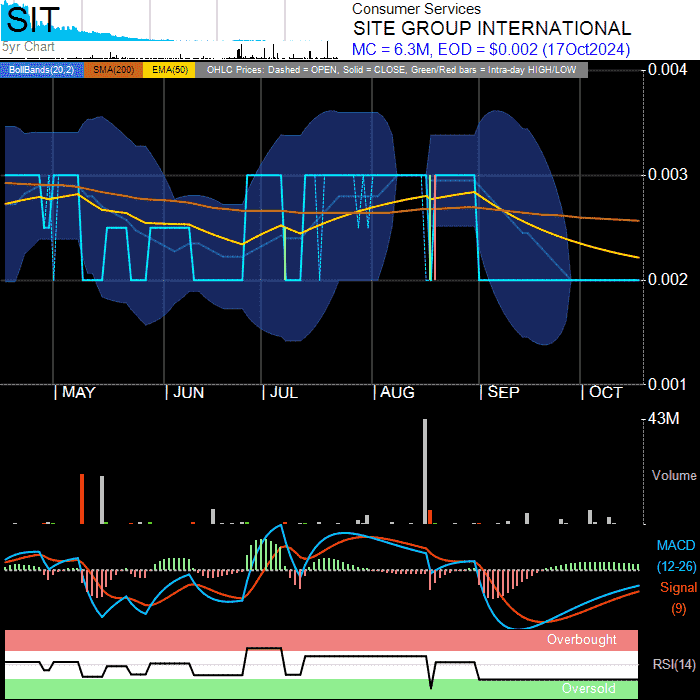 SIT
5yr Chart
Consumer Services
SITE GROUP INTERNATIONAL
MC = 6.3M, EOD = $0.002 (17Oct2024)
BollBands(20,2) SMA(200) EMA(50) OHLC Prices: Dashed = OPEN, Solid = CLOSE, Green/Red bars = Intra-day HIGH/LOW
0.004
0.003
0.002
0.001
MAY JUN JUL AUG SEP OCT
43M
Volume
MACD
(12-26)
Signal
(9)
Overbought
RSI(14)
Oversold